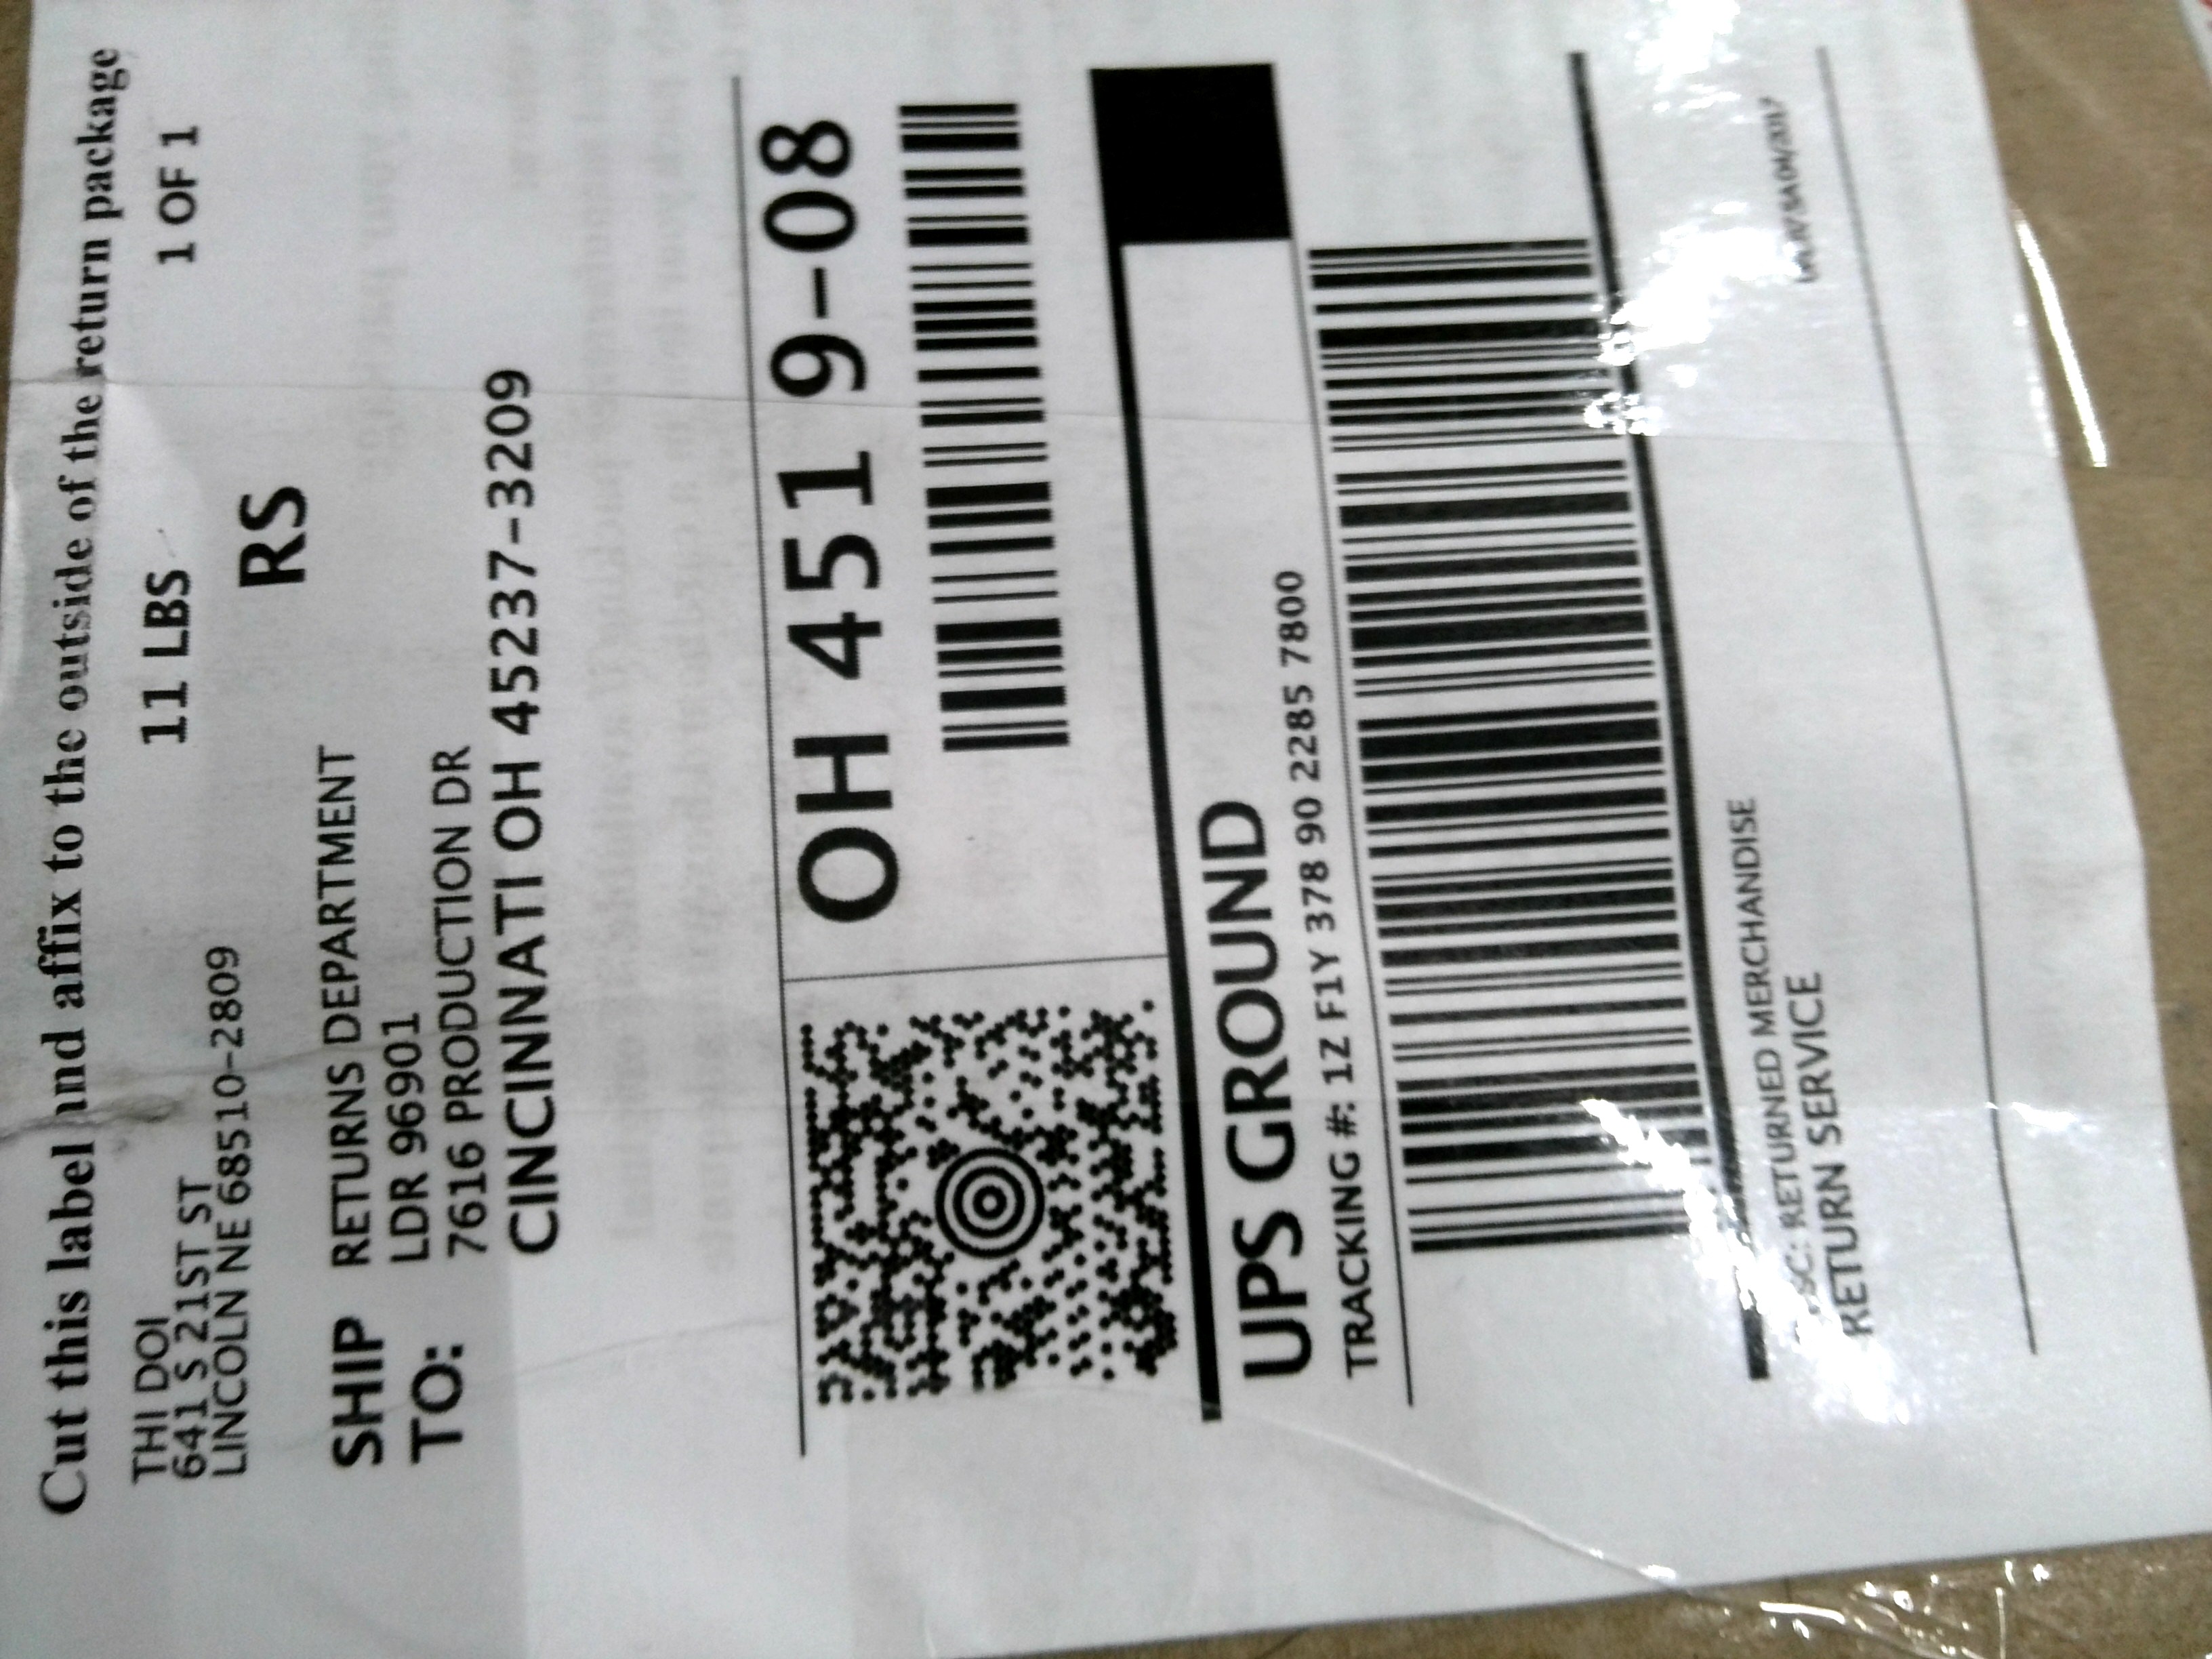 Cut this label and affix to the outside of the return package
THI DOI
641 S 21ST ST
LINCOLN NE 68510-2809
11 LBS
1 OF 1
RS
SHIP
TO:
RETURNS DEPARTMENT
LDR 96901
7616 PRODUCTION DR
CINCINNATI OH 45237-3209
OH 451 9-08
UPS GROUND
TRACKING #: 1Z F1Y 378 90 2285 7800
RETURNED MERCHANDISE
RETURN SERVICE